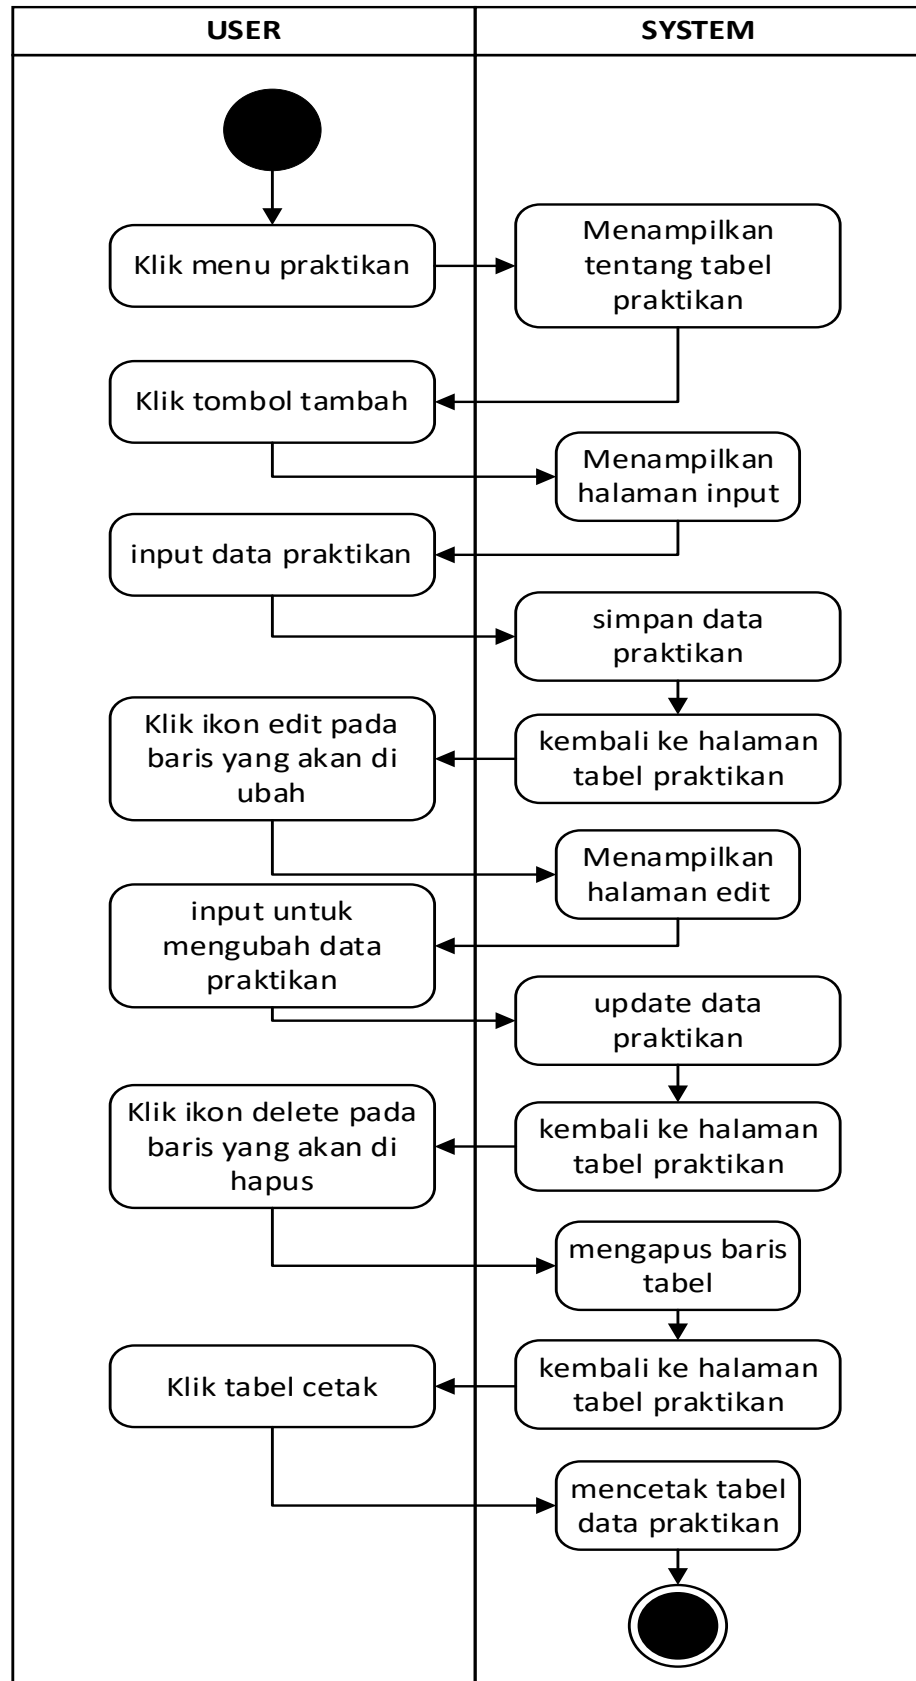 USER
SYSTEM
Klik menu praktikan
Menampilkan
tentang tabel
praktikan
Klik tombol tambah
Menampilkan
halaman input
input data praktikan
simpan data
praktikan
kembali ke halaman
tabel praktikan
Klik ikon edit pada
baris yang akan di
ubah
Menampilkan
halaman edit
input untuk
mengubah data
praktikan
update data
praktikan
kembali ke halaman
tabel praktikan
Klik ikon delete pada
baris yang akan di
hapus
mengapus baris
tabel
kembali ke halaman
tabel praktikan
Klik tabel cetak
mencetak tabel
data praktikan